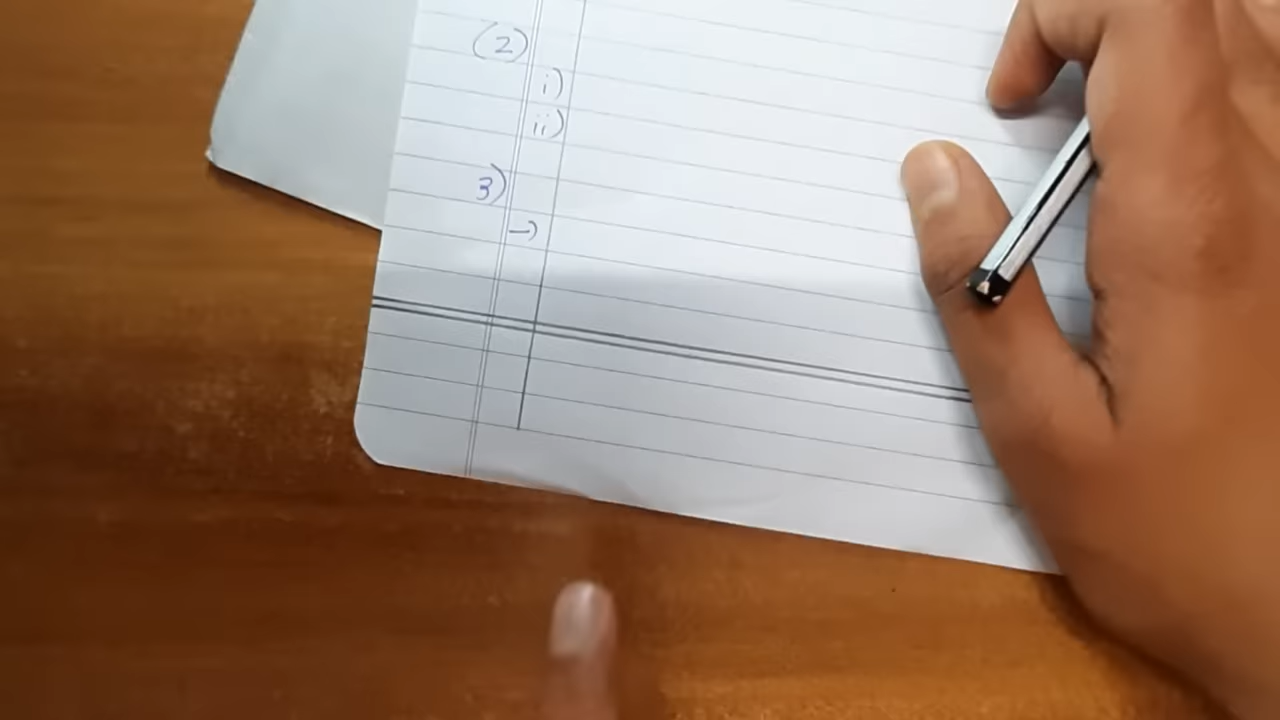 (2)
i)
ii)
3)
→